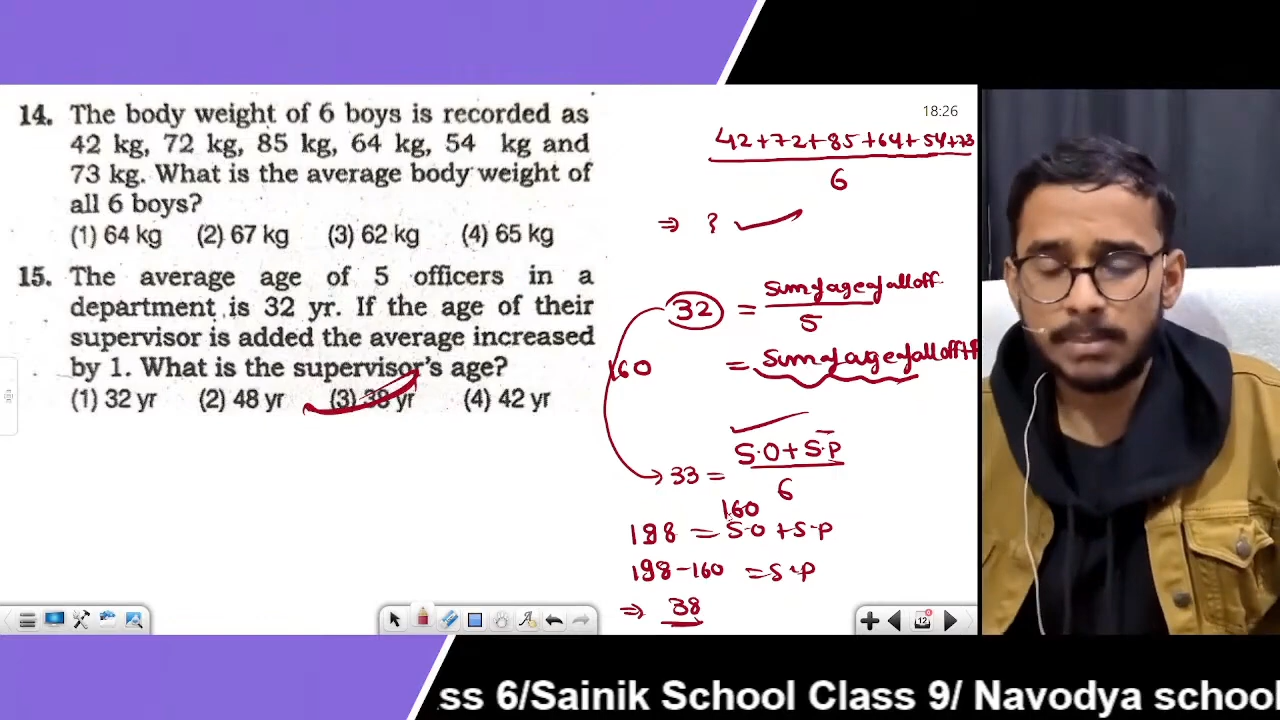 14. The body weight of 6 boys is recorded as
42 kg, 72 kg, 85 kg, 64 kg, 54 kg and
73 kg. What is the average body weight of
all 6 boys?
(1) 64 kg (2) 67 kg (3) 62 kg (4) 65 kg
15. The average age of 5 officers in a
department is 32 yr. If the age of their
supervisor is added the average increased
by 1. What is the supervisor's age?
(1) 32 yr (2) 48 yr (3) 38 yr (4) 42 yr
18:26
42+72+85+64+54+73
6
⇒ ?
32 = sum of age of all off
5
160 = sum of age of all off
33 = S.O + S.P
6
160
198 = S.O + S.P
198-160 = S.P
⇒ 38
12
ss 6/Sainik School Class 9/ Navodya school